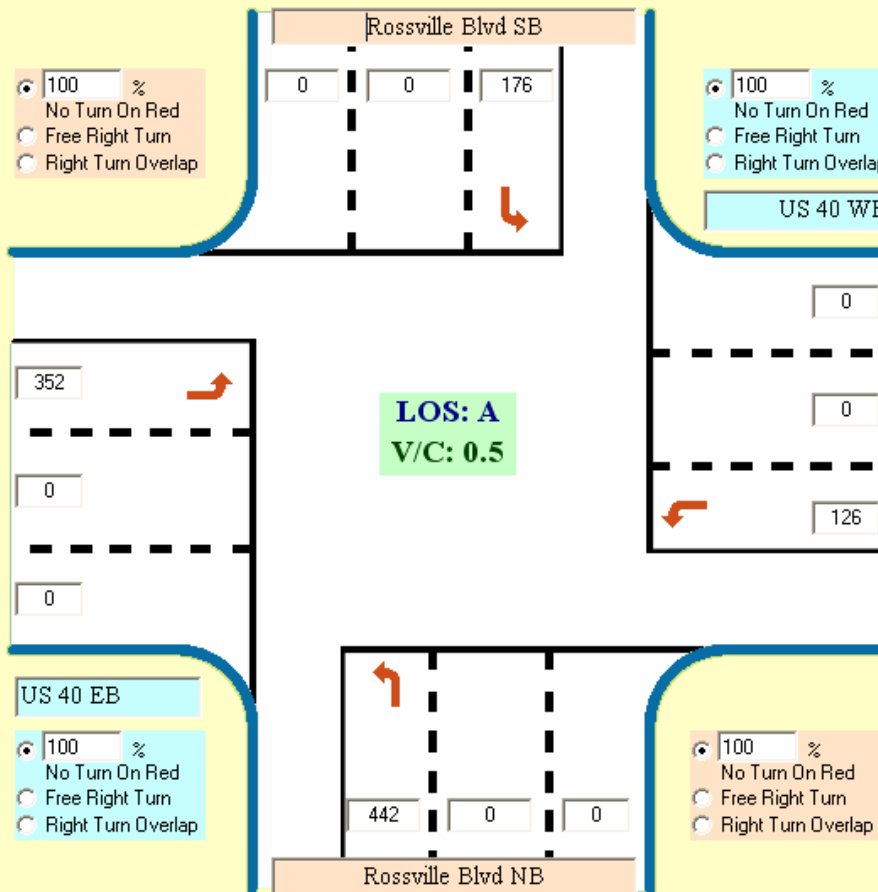 Rossville Blvd SB
100 %
No Turn On Red
Free Right Turn
Right Turn Overlap
0 0 176
100 %
No Turn On Red
Free Right Turn
Right Turn Overla
US 40 WE
0
352
LOS: A
V/C: 0.5
0
0
126
0
US 40 EB
100 %
No Turn On Red
Free Right Turn
Right Turn Overlap
442 0 0
100 %
No Turn On Red
Free Right Turn
Right Turn Overlap
Rossville Blvd NB